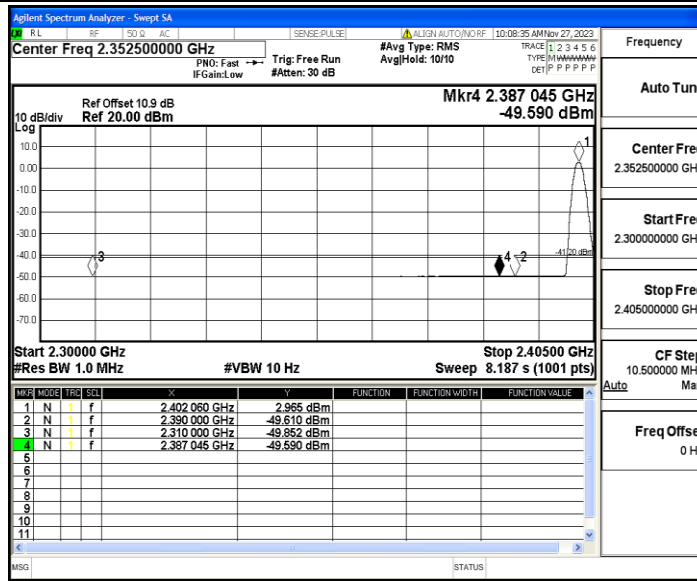 Agilent Spectrum Analyzer - Swept SA
RL RF 50 Ω AC SENSE:PULSE ALIGN AUTO/NO RF 10:08:35 AM Nov 27, 2023
Center Freq 2.352500000 GHz
PNO: Fast
IFGain:Low
Trig: Free Run
#Atten: 30 dB
#Avg Type: RMS
Avg|Hold: 10/10
TRACE 1 2 3 4 5 6
TYPE M
DET P P P P P P
Ref Offset 10.9 dB
Ref 20.00 dBm
Mkr4 2.387 045 GHz
-49.590 dBm
10 dB/div
Log
10.0
0.00
-10.0
-20.0
-30.0
-40.0
-50.0
-60.0
-70.0
1
3
4
2
-41.20 dBm
Start 2.30000 GHz
Stop 2.40500 GHz
#Res BW 1.0 MHz
#VBW 10 Hz
Sweep 8.187 s (1001 pts)
MKR MODE TRC SCL X Y FUNCTION FUNCTION WIDTH FUNCTION VALUE
1 N 1 f 2.402 060 GHz 2.965 dBm
2 N 1 f 2.390 000 GHz -49.610 dBm
3 N 1 f 2.310 000 GHz -49.852 dBm
4 N 1 f 2.387 045 GHz -49.590 dBm
5
6
7
8
9
10
11
MSG
STATUS
Frequency
Auto Tun
Center Fre
2.352500000 GH
Start Fre
2.300000000 GH
Stop Fre
2.405000000 GH
CF Step
10.500000 MH
Auto Ma
Freq Offse
0 H